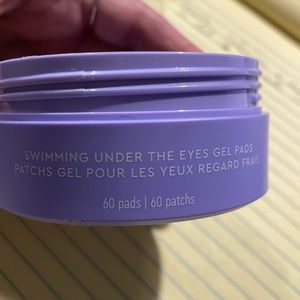 SWIMMING UNDER THE EYES GEL PADS
PATCHS GEL POUR LES YEUX REGARD FRAIS
60 pads | 60 patchs